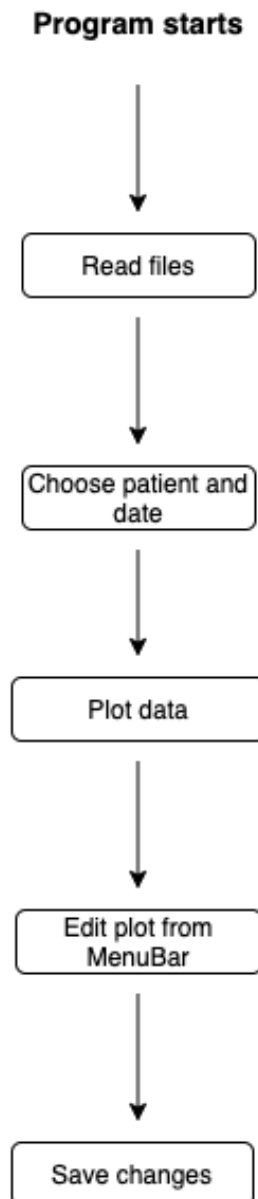 Program starts
Read files
Choose patient and
date
Plot data
Edit plot from
MenuBar
Save changes